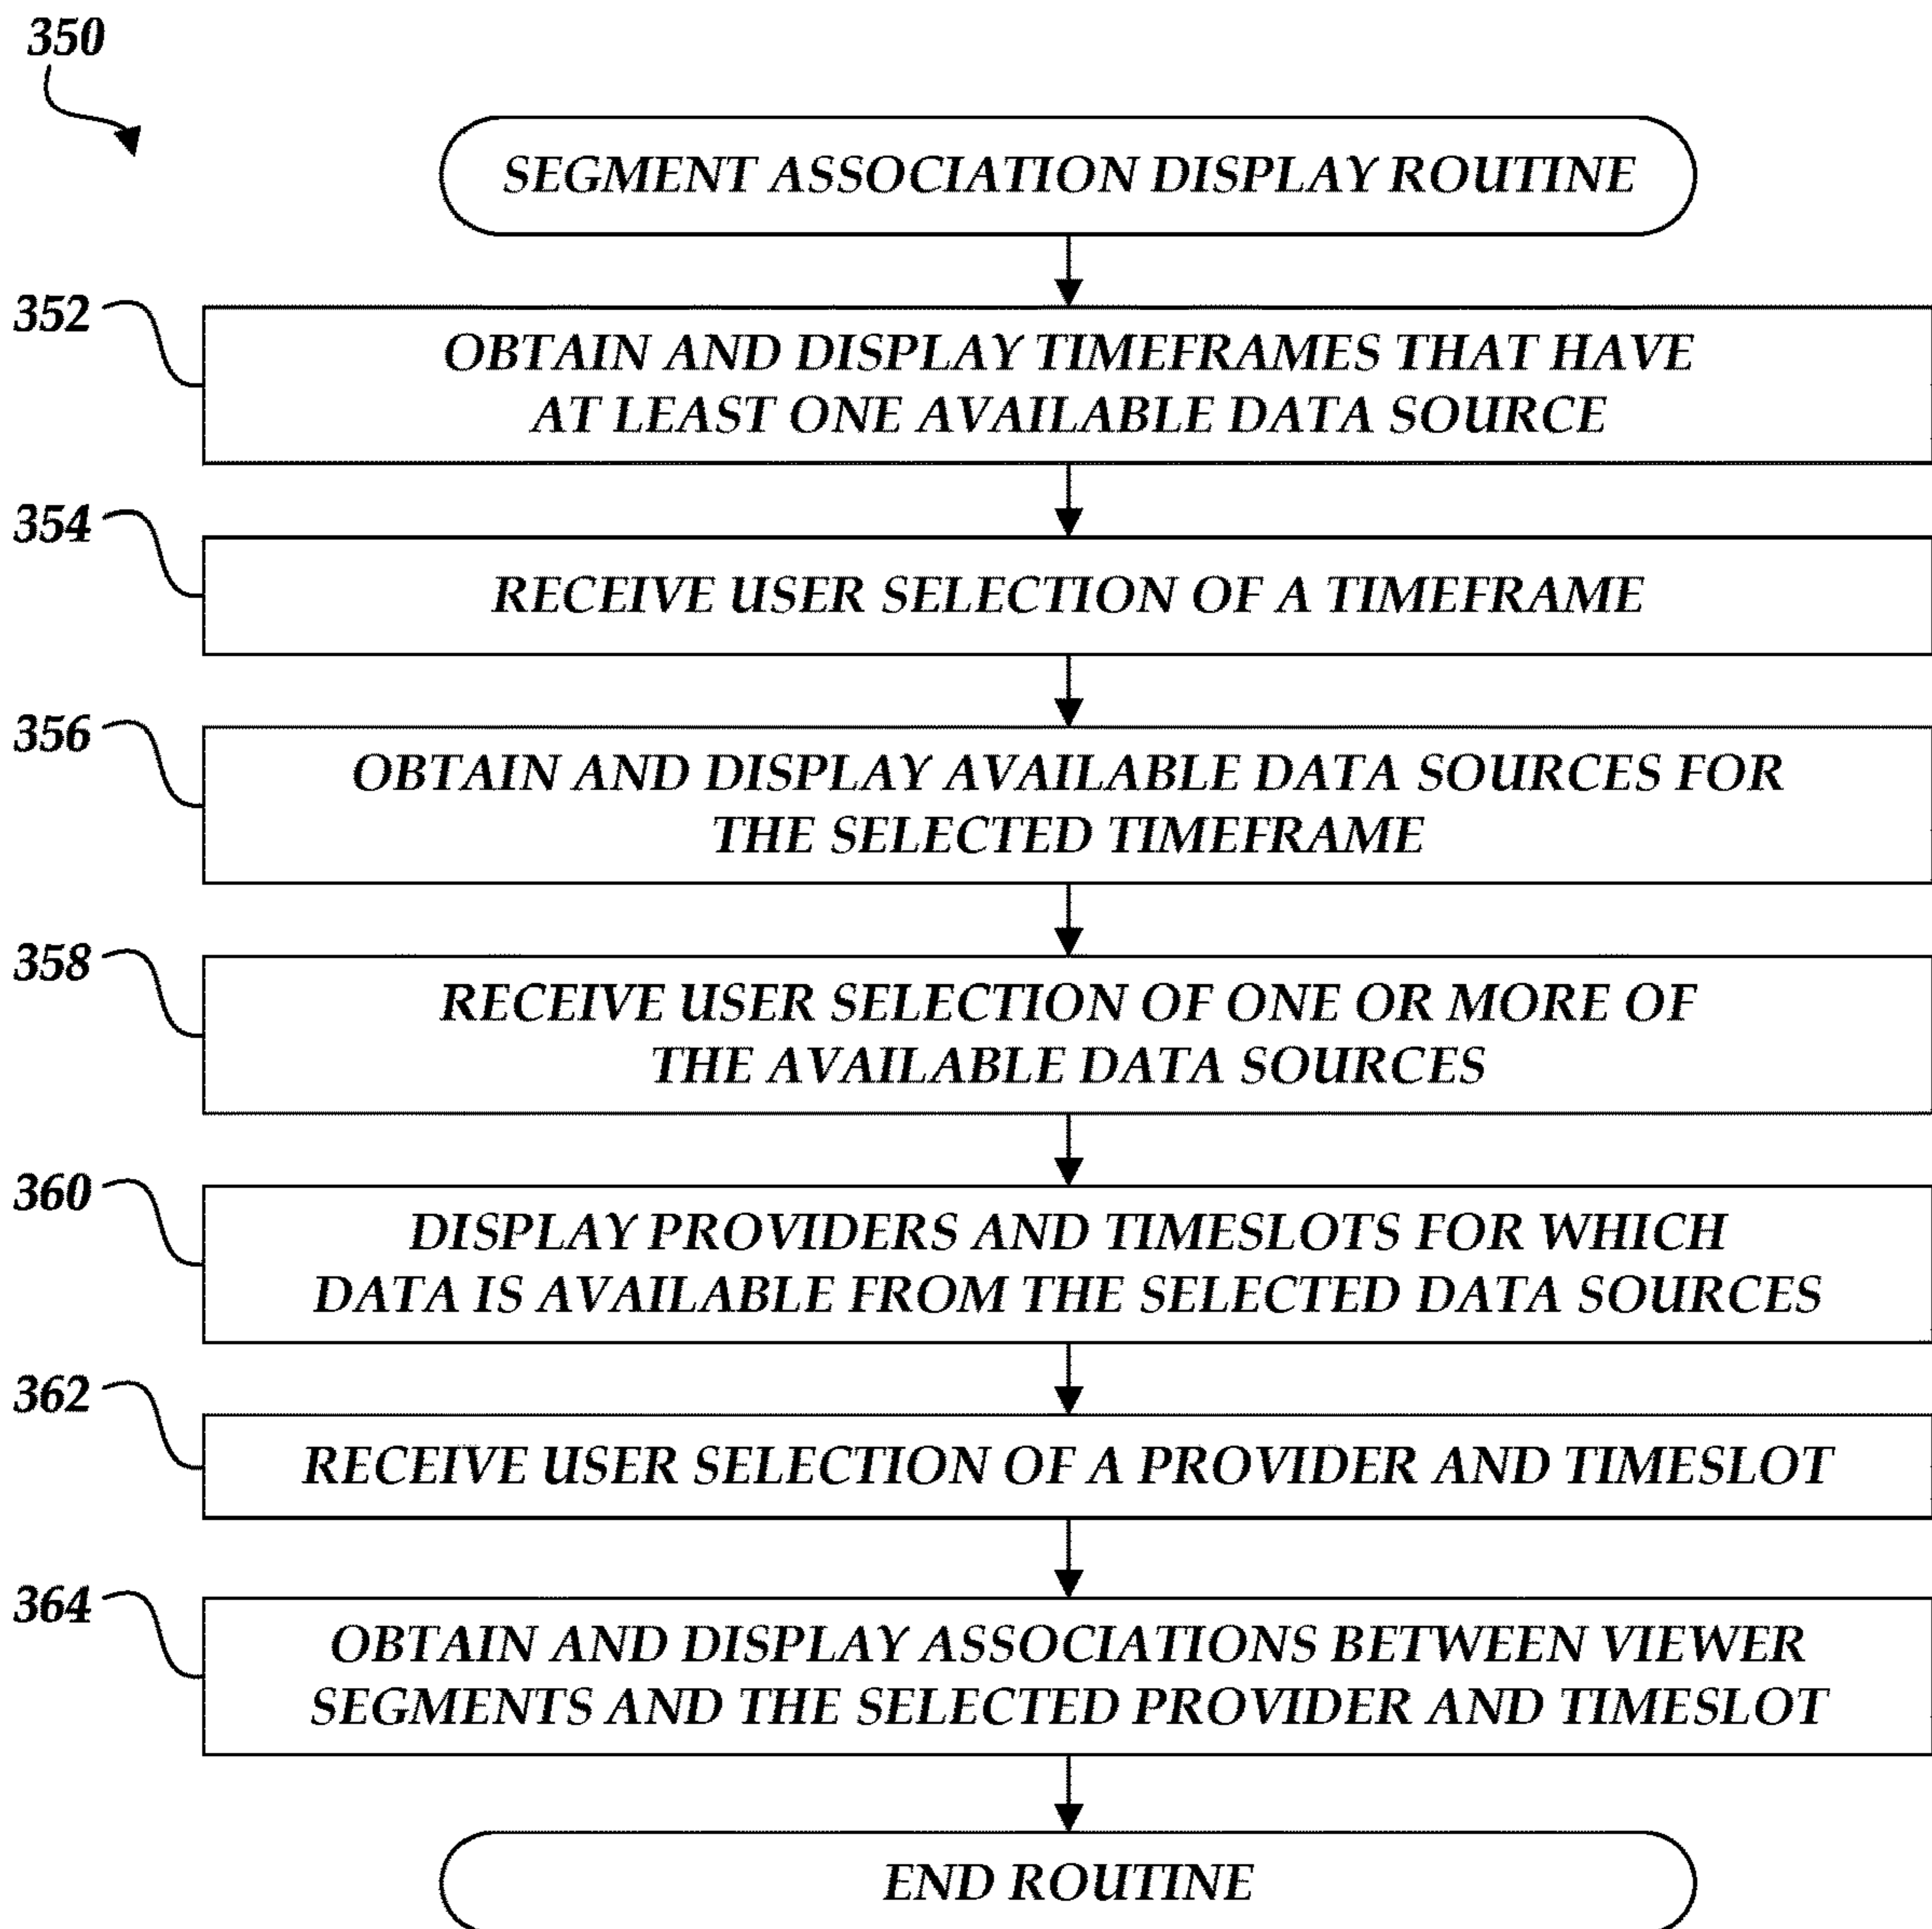 350
SEGMENT ASSOCIATION DISPLAY ROUTINE
352
OBTAIN AND DISPLAY TIMEFRAMES THAT HAVE
AT LEAST ONE AVAILABLE DATA SOURCE
354
RECEIVE USER SELECTION OF A TIMEFRAME
356
OBTAIN AND DISPLAY AVAILABLE DATA SOURCES FOR
THE SELECTED TIMEFRAME
358
RECEIVE USER SELECTION OF ONE OR MORE OF
THE AVAILABLE DATA SOURCES
360
DISPLAY PROVIDERS AND TIMESLOTS FOR WHICH
DATA IS AVAILABLE FROM THE SELECTED DATA SOURCES
362
RECEIVE USER SELECTION OF A PROVIDER AND TIMESLOT
364
OBTAIN AND DISPLAY ASSOCIATIONS BETWEEN VIEWER
SEGMENTS AND THE SELECTED PROVIDER AND TIMESLOT
END ROUTINE